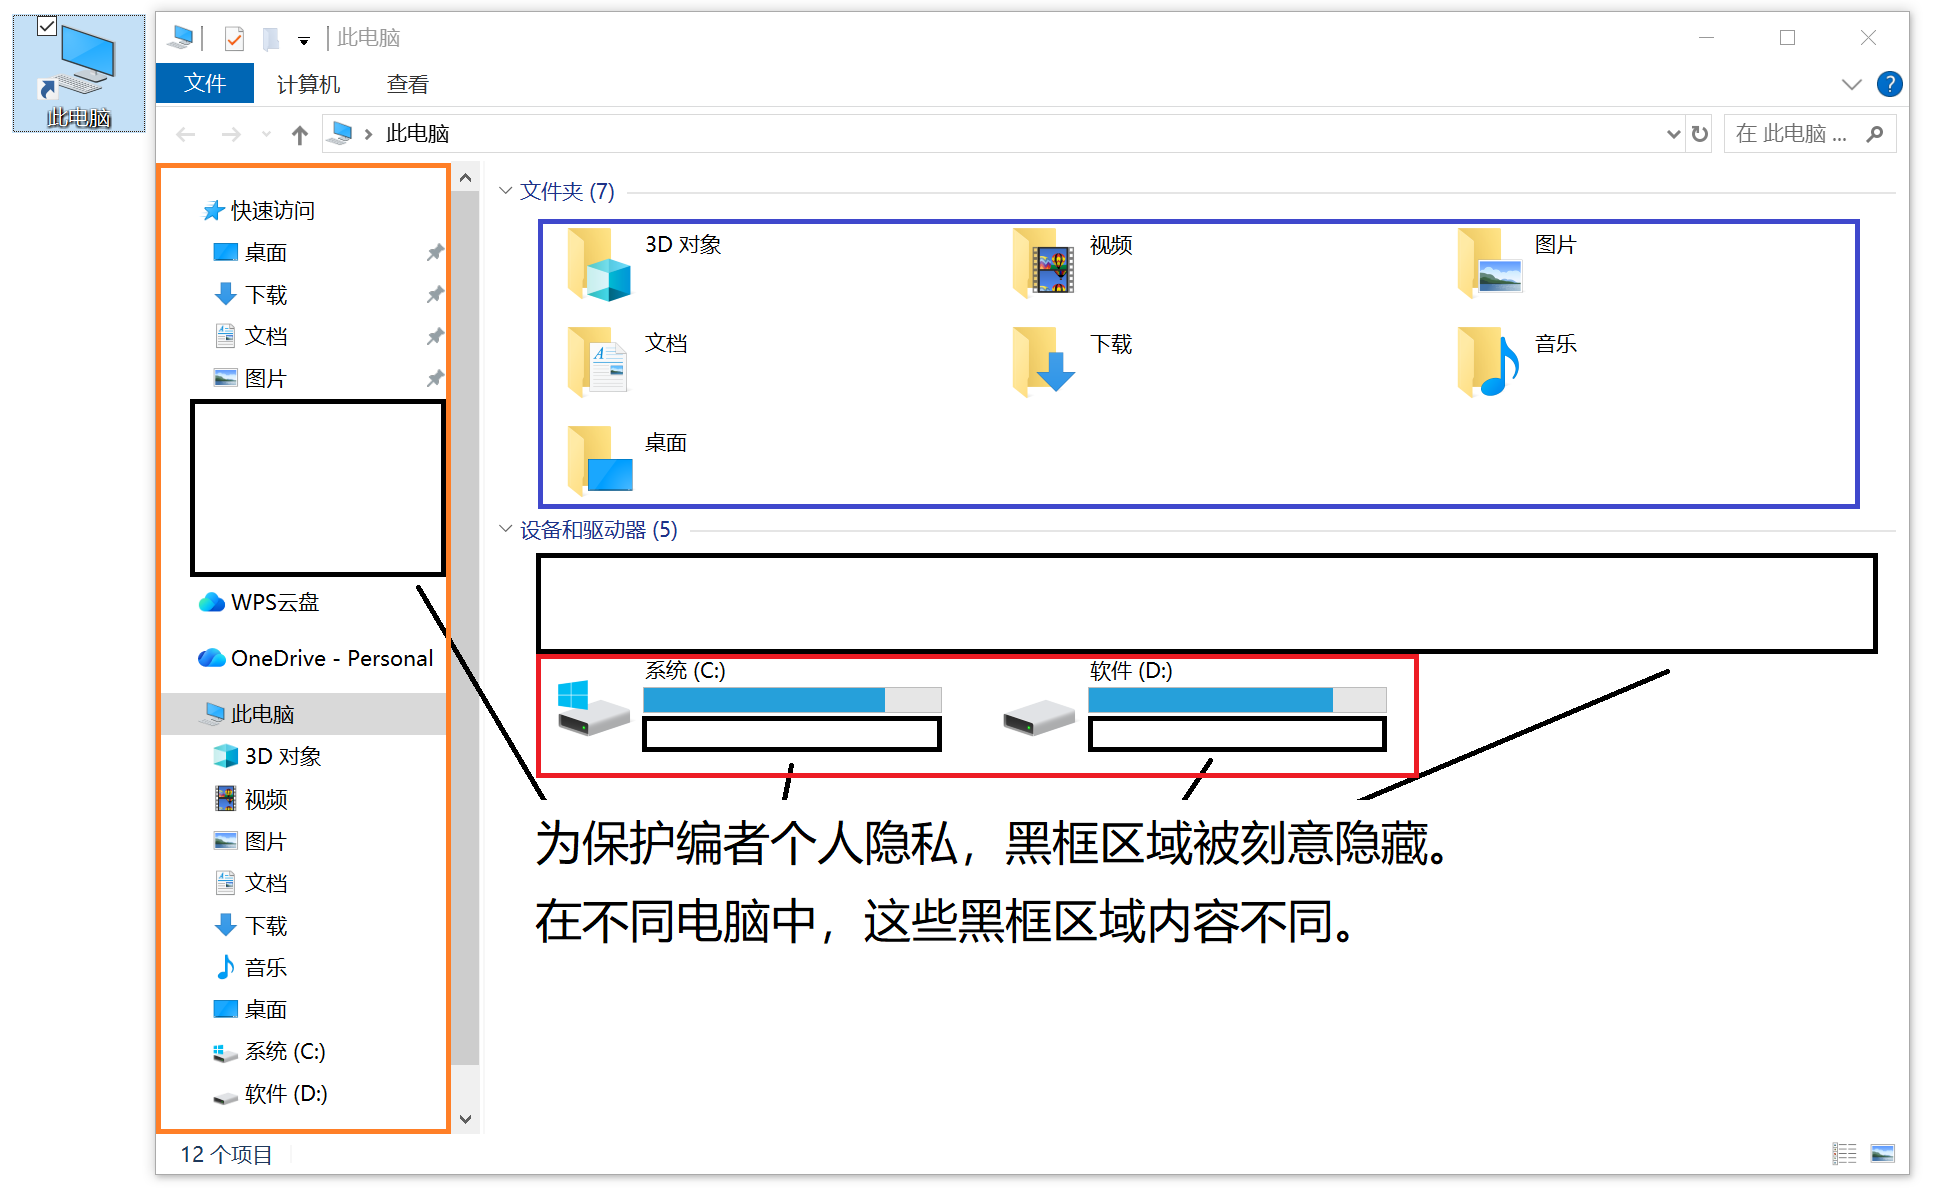 此电脑
此电脑
文件
计算机
查看
?
此电脑
在 此电脑 ...
快速访问
桌面
下载
文档
图片
WPS云盘
OneDrive - Personal
此电脑
3D 对象
视频
图片
文档
下载
音乐
桌面
系统 (C:)
软件 (D:)
文件夹 (7)
3D 对象
视频
图片
文档
下载
音乐
桌面
设备和驱动器 (5)
系统 (C:)
软件 (D:)
为保护编者个人隐私，黑框区域被刻意隐藏。
在不同电脑中，这些黑框区域内容不同。
12 个项目